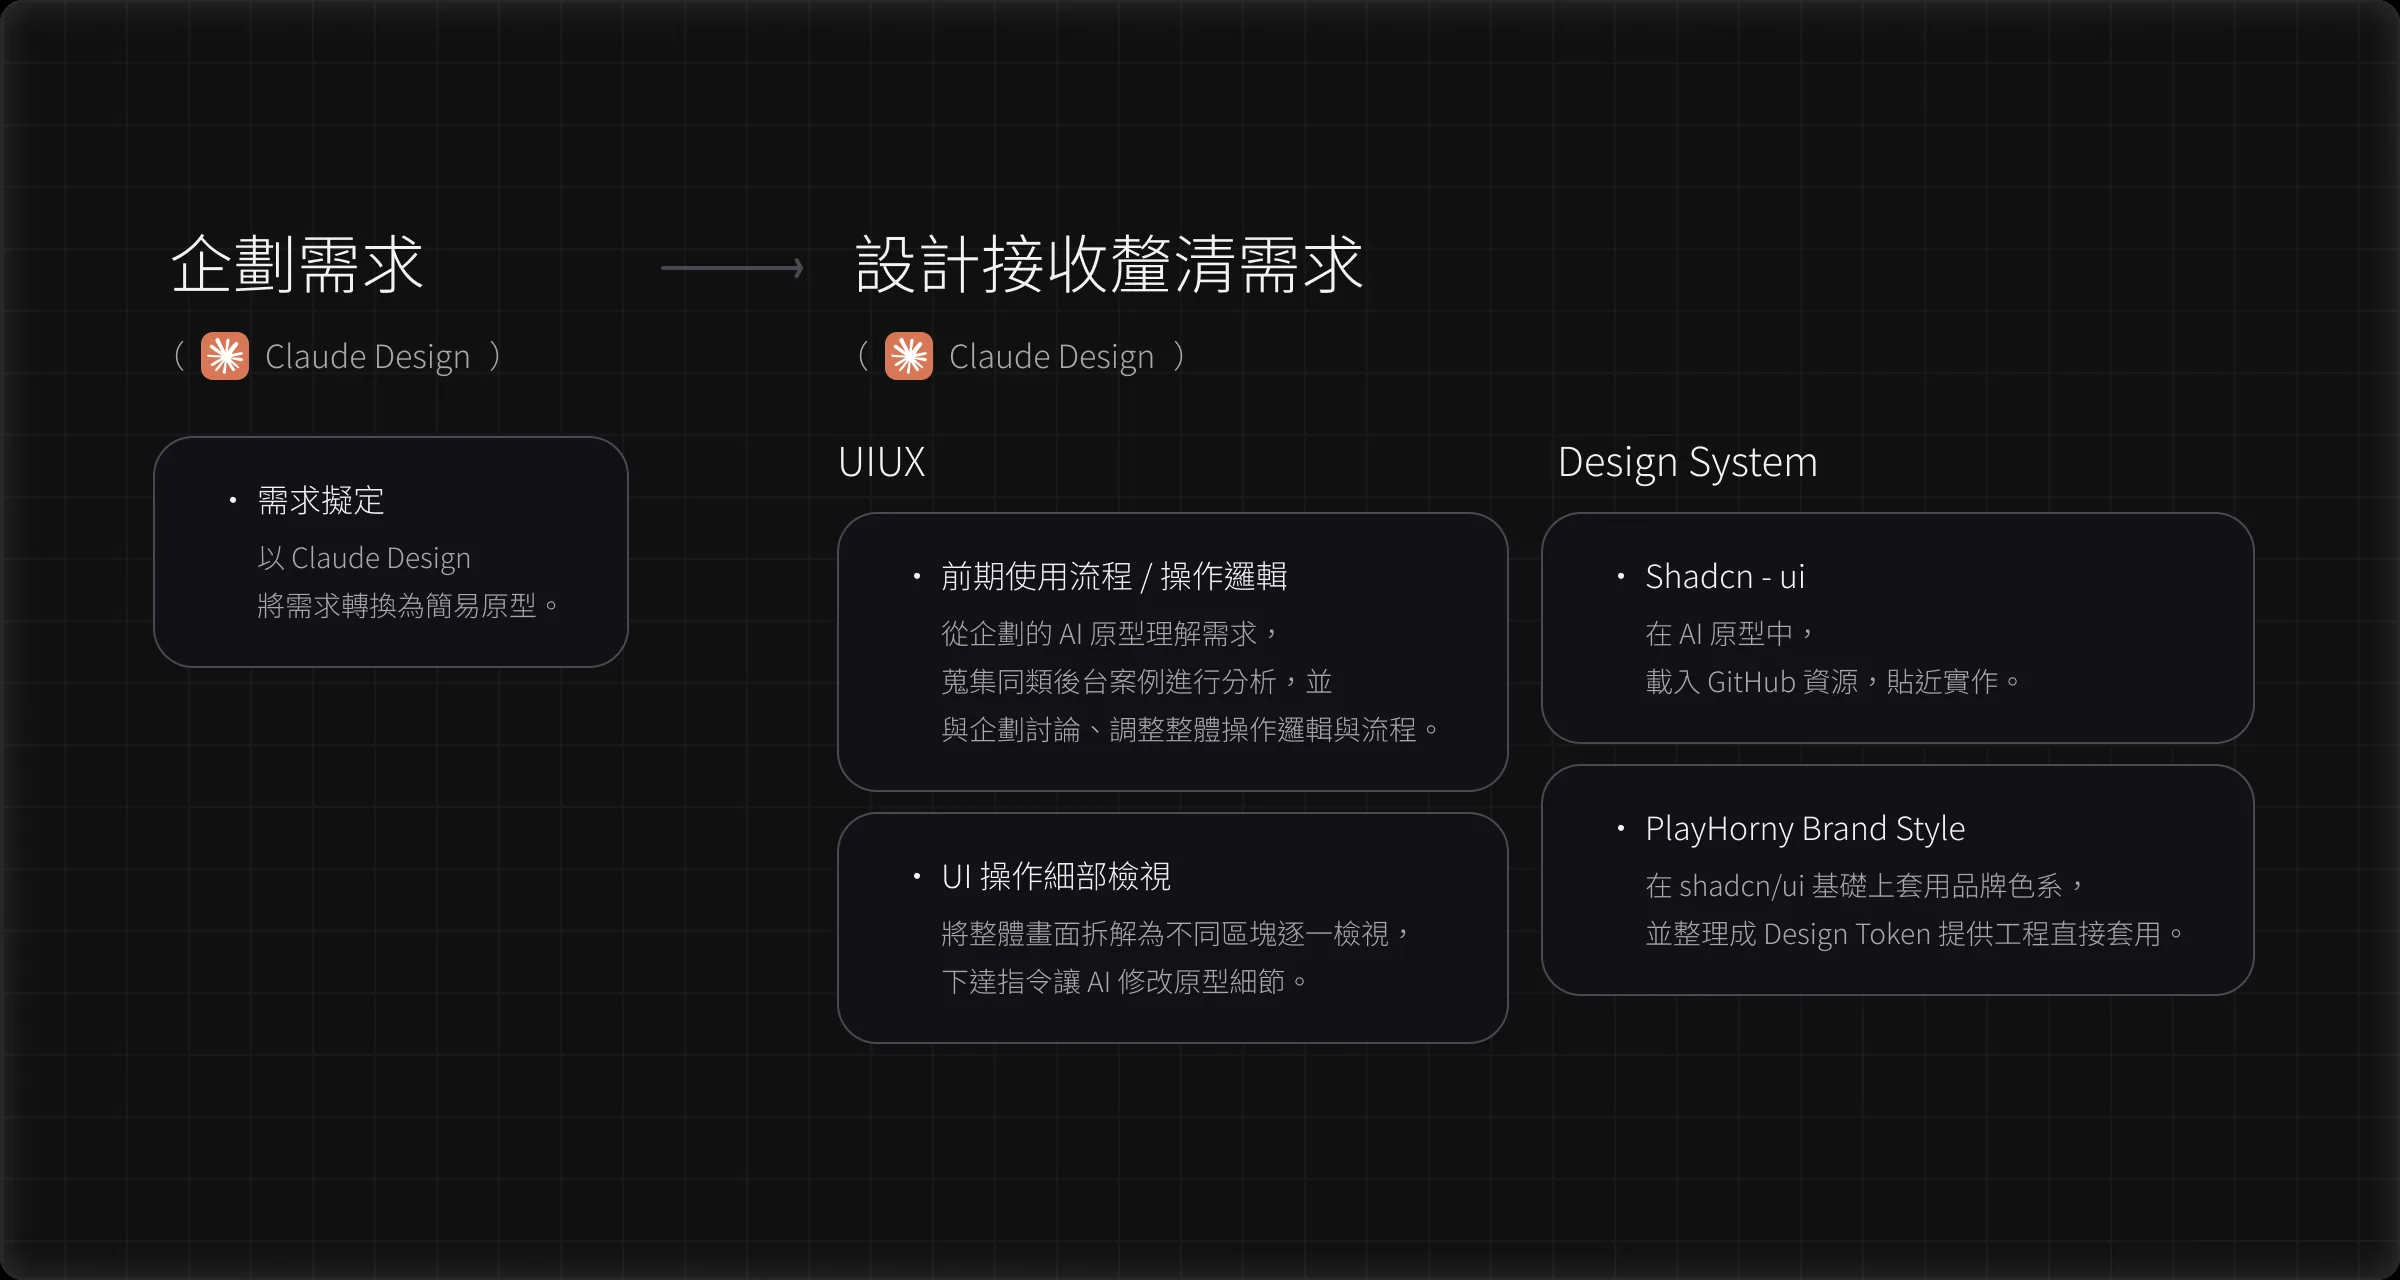 企劃需求
( Claude Design )
・ 需求擬定
以 Claude Design
將需求轉換為簡易原型。
設計接收釐清需求
( Claude Design )
UIUX
・ 前期使用流程 / 操作邏輯
從企劃的 AI 原型理解需求，
蒐集同類後台案例進行分析，並
與企劃討論、調整整體操作邏輯與流程。
・ UI 操作細部檢視
將整體畫面拆解為不同區塊逐一檢視，
下達指令讓 AI 修改原型細節。
Design System
・ Shadcn - ui
在 AI 原型中，
載入 GitHub 資源，貼近實作。
・ PlayHorny Brand Style
在 shadcn/ui 基礎上套用品牌色系，
並整理成 Design Token 提供工程直接套用。